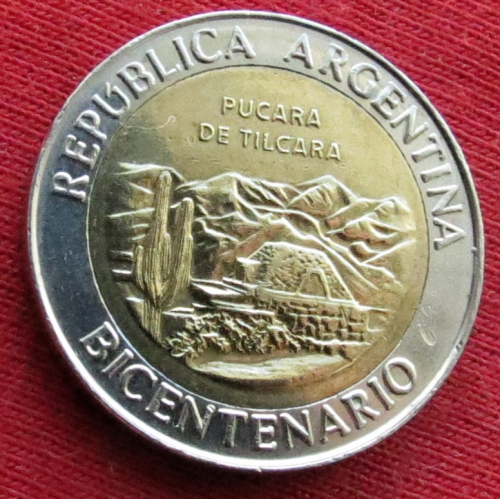 REPÚBLICA ARGENTINA
PUCARA
DE TILCARA
BICENTENARIO